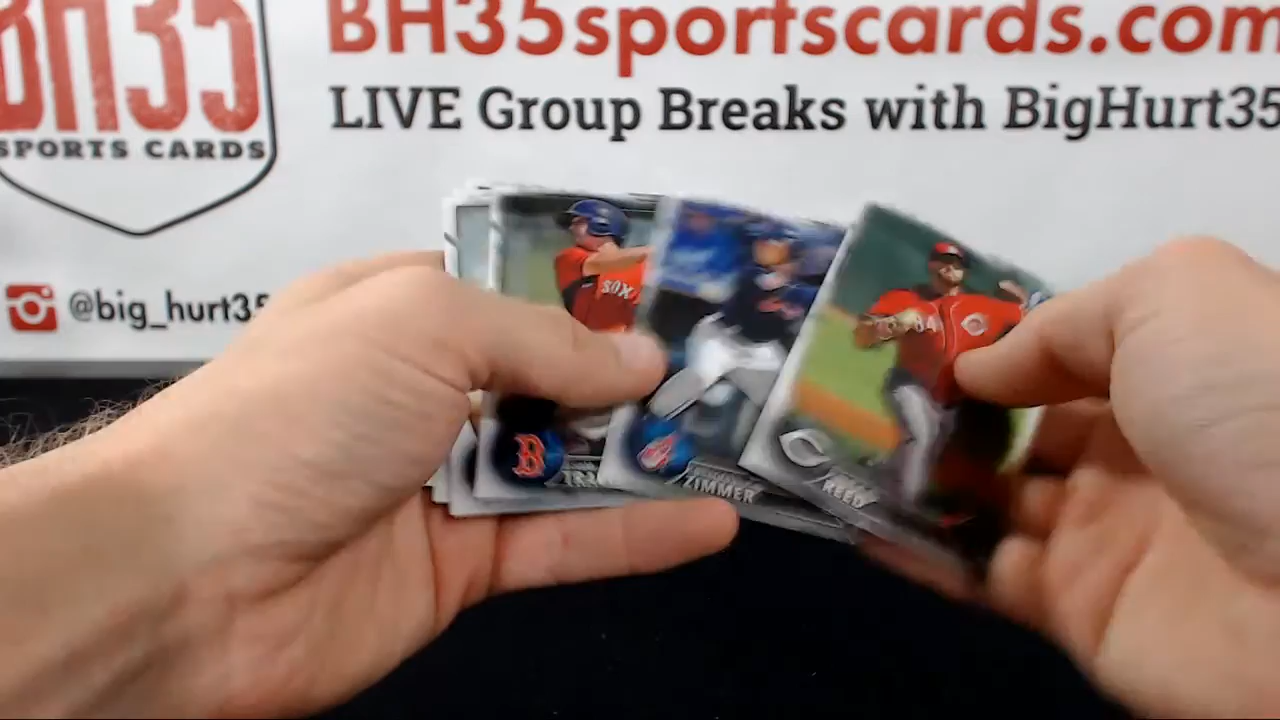 BH35
SPORTS CARDS
BH35sportscards.com
LIVE Group Breaks with BigHurt35
@big_hurt35
SOX
B
ZIMMER
REED